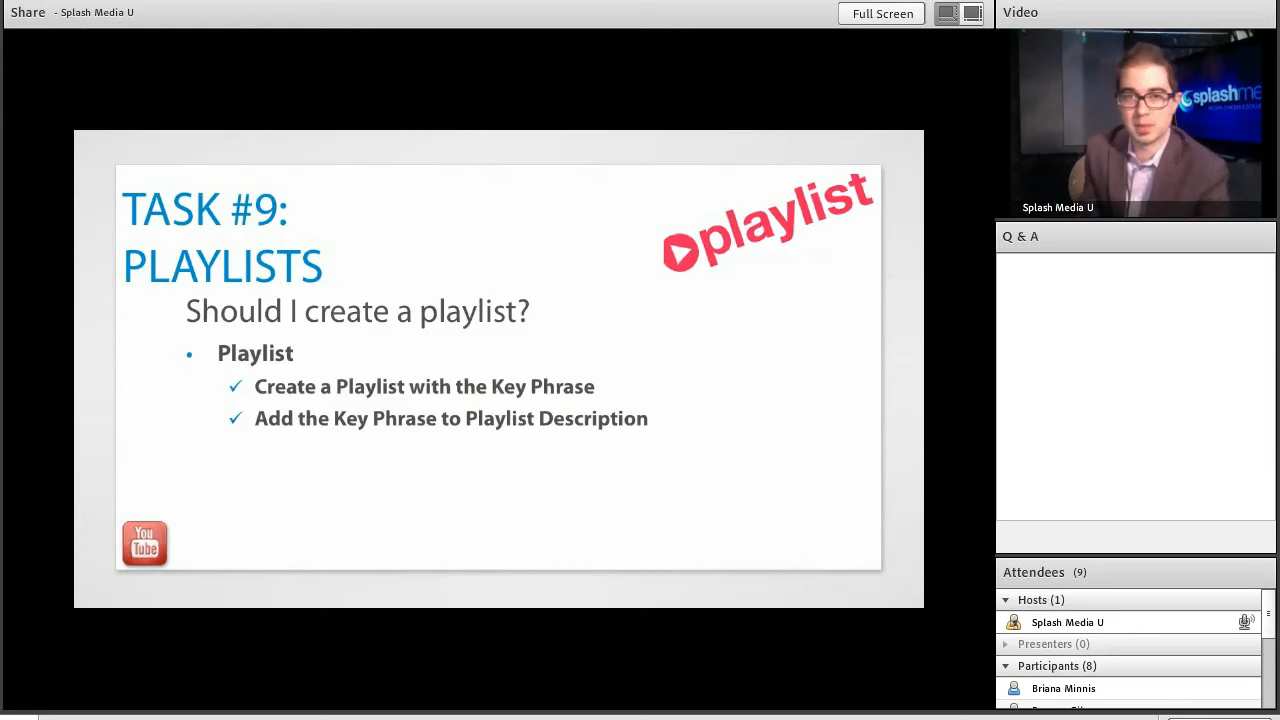 Share - Splash Media U
Full Screen
Video
TASK #9:
PLAYLISTS
playlist
Should I create a playlist?
• Playlist
✓ Create a Playlist with the Key Phrase
✓ Add the Key Phrase to Playlist Description
You
Tube
splashme
Splash Media U
Q & A
Attendees (9)
Hosts (1)
Splash Media U
Presenters (0)
Participants (8)
Briana Minnis